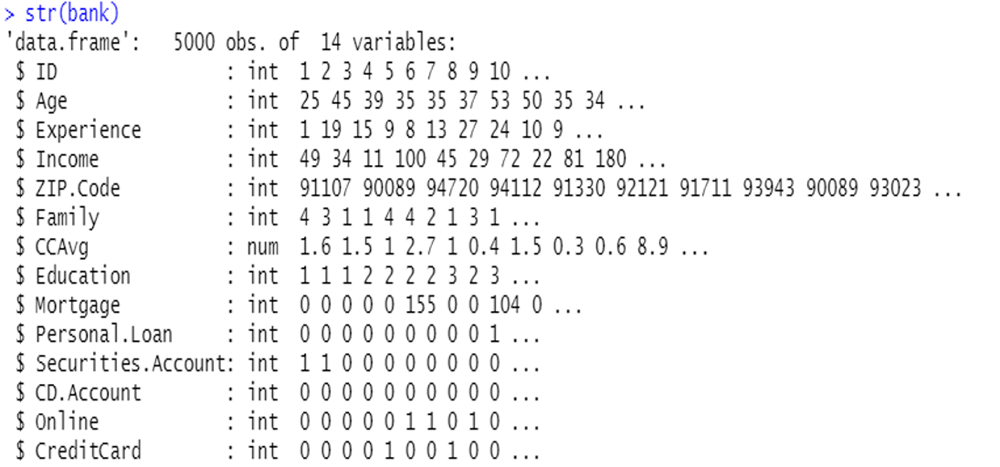 > str(bank)
'data.frame': 5000 obs. of 14 variables:
$ ID : int 1 2 3 4 5 6 7 8 9 10 ...
$ Age : int 25 45 39 35 35 37 53 50 35 34 ...
$ Experience : int 1 19 15 9 8 13 27 24 10 9 ...
$ Income : int 49 34 11 100 45 29 72 22 81 180 ...
$ ZIP.Code : int 91107 90089 94720 94112 91330 92121 91711 93943 90089 93023 ...
$ Family : int 4 3 1 1 4 4 2 1 3 1 ...
$ CCAvg : num 1.6 1.5 1 2.7 1 0.4 1.5 0.3 0.6 8.9 ...
$ Education : int 1 1 1 2 2 2 2 3 2 3 ...
$ Mortgage : int 0 0 0 0 0 155 0 0 104 0 ...
$ Personal.Loan : int 0 0 0 0 0 0 0 0 0 1 ...
$ Securities.Account: int 1 1 0 0 0 0 0 0 0 0 ...
$ CD.Account : int 0 0 0 0 0 0 0 0 0 0 ...
$ Online : int 0 0 0 0 0 1 1 0 1 0 ...
$ CreditCard : int 0 0 0 0 1 0 0 1 0 0 ...